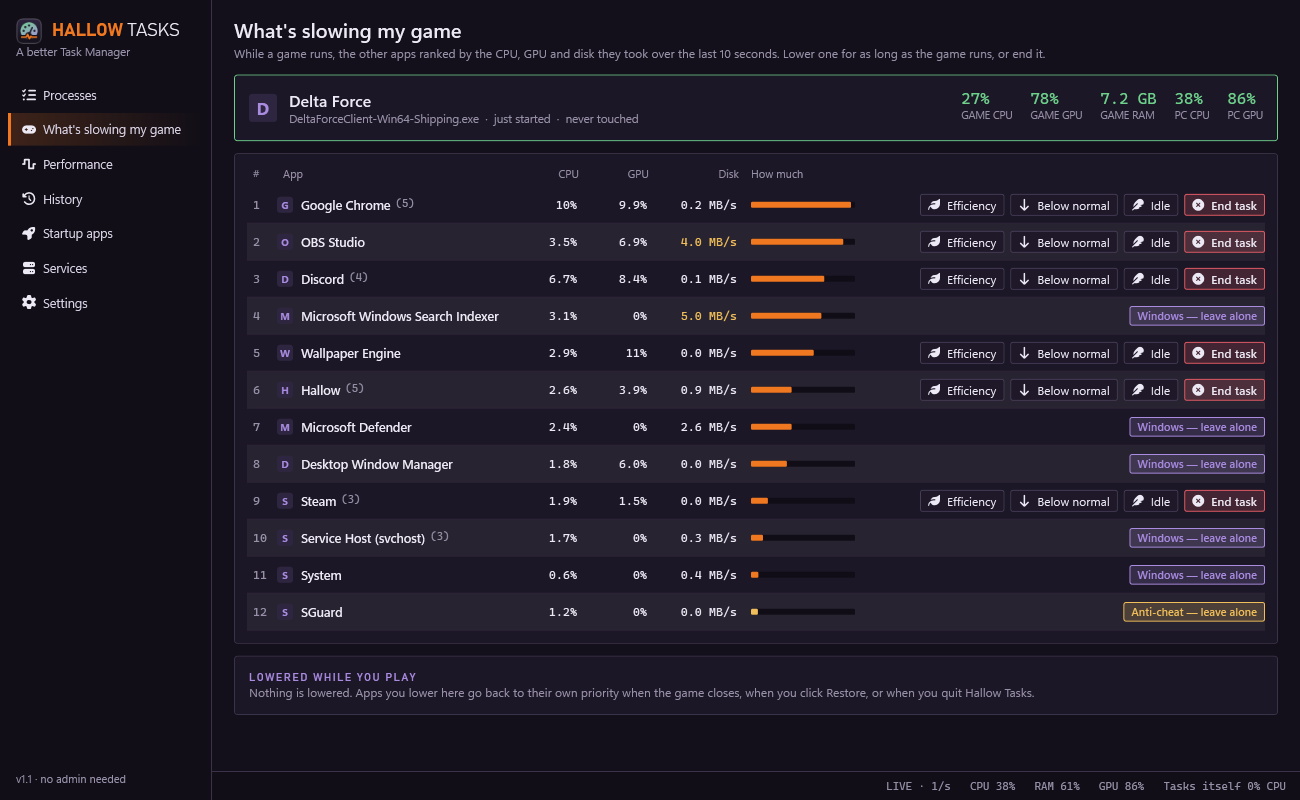 HALLOW TASKS
A better Task Manager
Processes
What's slowing my game
Performance
History
Startup apps
Services
Settings
v1.1 · no admin needed
What's slowing my game
While a game runs, the other apps ranked by the CPU, GPU and disk they took over the last 10 seconds. Lower one for as long as the game runs, or end it.
D
Delta Force
DeltaForceClient-Win64-Shipping.exe · just started · never touched
27% 78% 7.2 GB 38% 86%
GAME CPU GAME GPU GAME RAM PC CPU PC GPU
# App CPU GPU Disk How much
1 G Google Chrome (5) 10% 9.9% 0.2 MB/s Efficiency Below normal Idle End task
2 O OBS Studio 3.5% 6.9% 4.0 MB/s Efficiency Below normal Idle End task
3 D Discord (4) 6.7% 8.4% 0.1 MB/s Efficiency Below normal Idle End task
4 M Microsoft Windows Search Indexer 3.1% 0% 5.0 MB/s Windows — leave alone
5 W Wallpaper Engine 2.9% 11% 0.0 MB/s Efficiency Below normal Idle End task
6 H Hallow (5) 2.6% 3.9% 0.9 MB/s Efficiency Below normal Idle End task
7 M Microsoft Defender 2.4% 0% 2.6 MB/s Windows — leave alone
8 D Desktop Window Manager 1.8% 6.0% 0.0 MB/s Windows — leave alone
9 S Steam (3) 1.9% 1.5% 0.0 MB/s Efficiency Below normal Idle End task
10 S Service Host (svchost) (3) 1.7% 0% 0.3 MB/s Windows — leave alone
11 S System 0.6% 0% 0.4 MB/s Windows — leave alone
12 S SGuard 1.2% 0% 0.0 MB/s Anti-cheat — leave alone
LOWERED WHILE YOU PLAY
Nothing is lowered. Apps you lower here go back to their own priority when the game closes, when you click Restore, or when you quit Hallow Tasks.
LIVE · 1/s CPU 38% RAM 61% GPU 86% Tasks itself 0% CPU